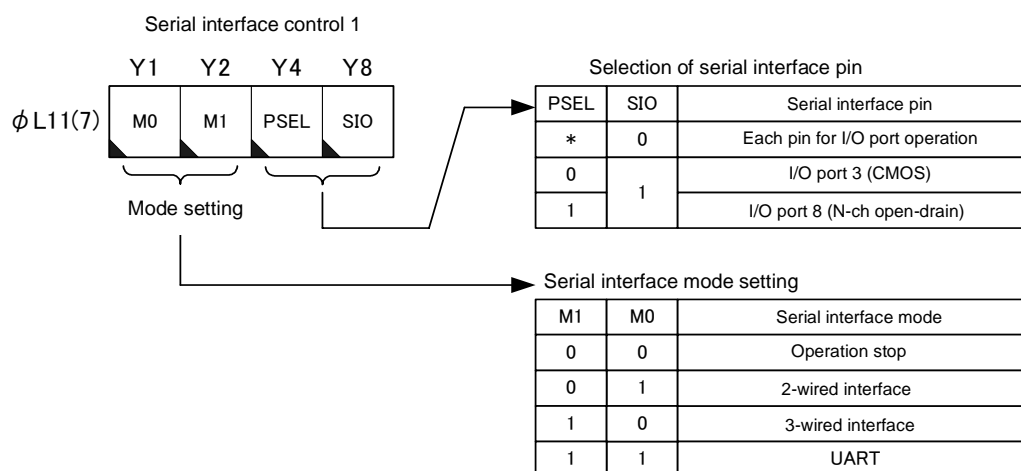 Serial interface control 1
Y1 Y2 Y4 Y8
φL11(7) M0 M1 PSEL SIO
Mode setting
Selection of serial interface pin
PSEL SIO Serial interface pin
* 0 Each pin for I/O port operation
0 1 I/O port 3 (CMOS)
1 I/O port 8 (N-ch open-drain)
Serial interface mode setting
M1 M0 Serial interface mode
0 0 Operation stop
0 1 2-wired interface
1 0 3-wired interface
1 1 UART